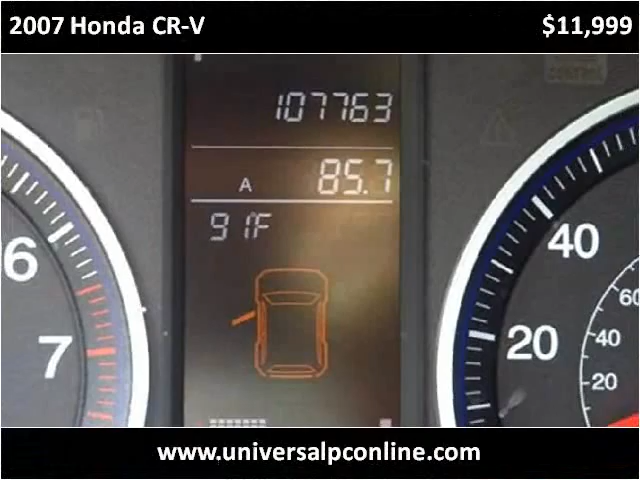 2007 Honda CR-V $11,999
CONTROL
107763
A 85.7
91F
6
7
40
20
60
40
20
www.universalpconline.com